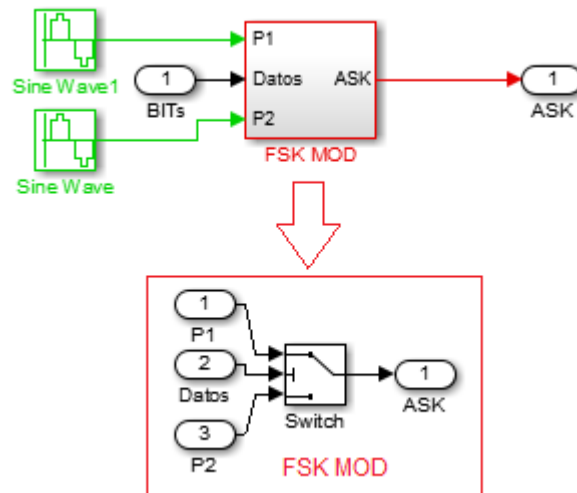 P1
Sine Wave1
1
Datos
ASK
1
BITs
ASK
P2
FSK MOD
Sine Wave
1
P1
2
1
Datos
ASK
Switch
3
P2
FSK MOD